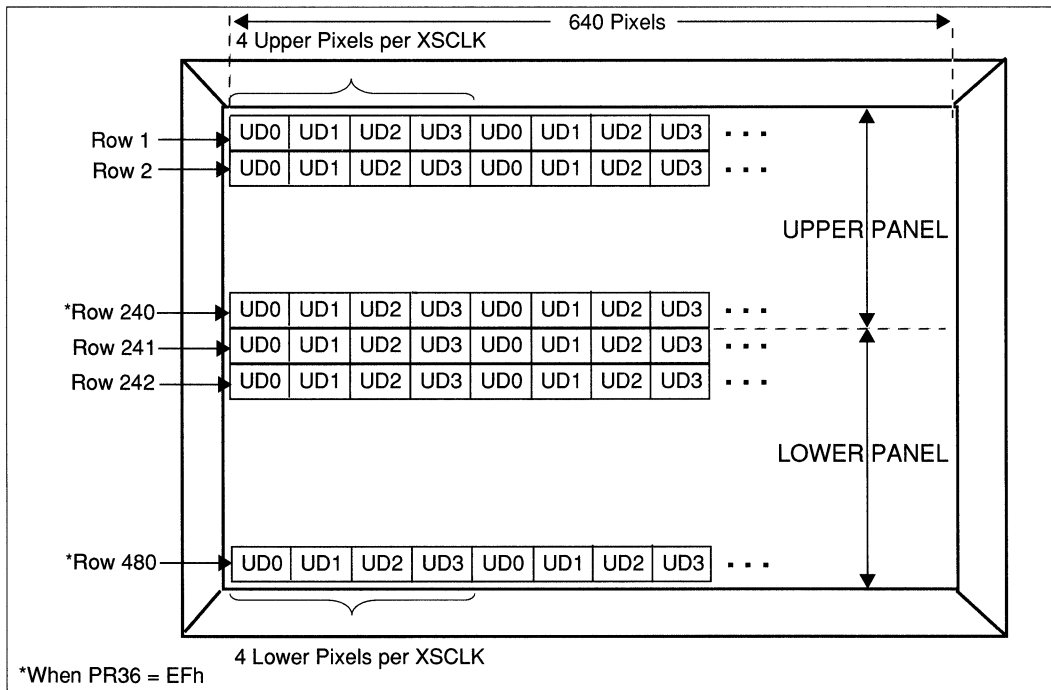 640 Pixels
4 Upper Pixels per XSCLK
Row 1 UD0 UD1 UD2 UD3 UD0 UD1 UD2 UD3 ...
Row 2 UD0 UD1 UD2 UD3 UD0 UD1 UD2 UD3 ...
UPPER PANEL
*Row 240 UD0 UD1 UD2 UD3 UD0 UD1 UD2 UD3 ...
Row 241 UD0 UD1 UD2 UD3 UD0 UD1 UD2 UD3 ...
Row 242 UD0 UD1 UD2 UD3 UD0 UD1 UD2 UD3 ...
LOWER PANEL
*Row 480 UD0 UD1 UD2 UD3 UD0 UD1 UD2 UD3 ...
4 Lower Pixels per XSCLK
*When PR36 = EFh